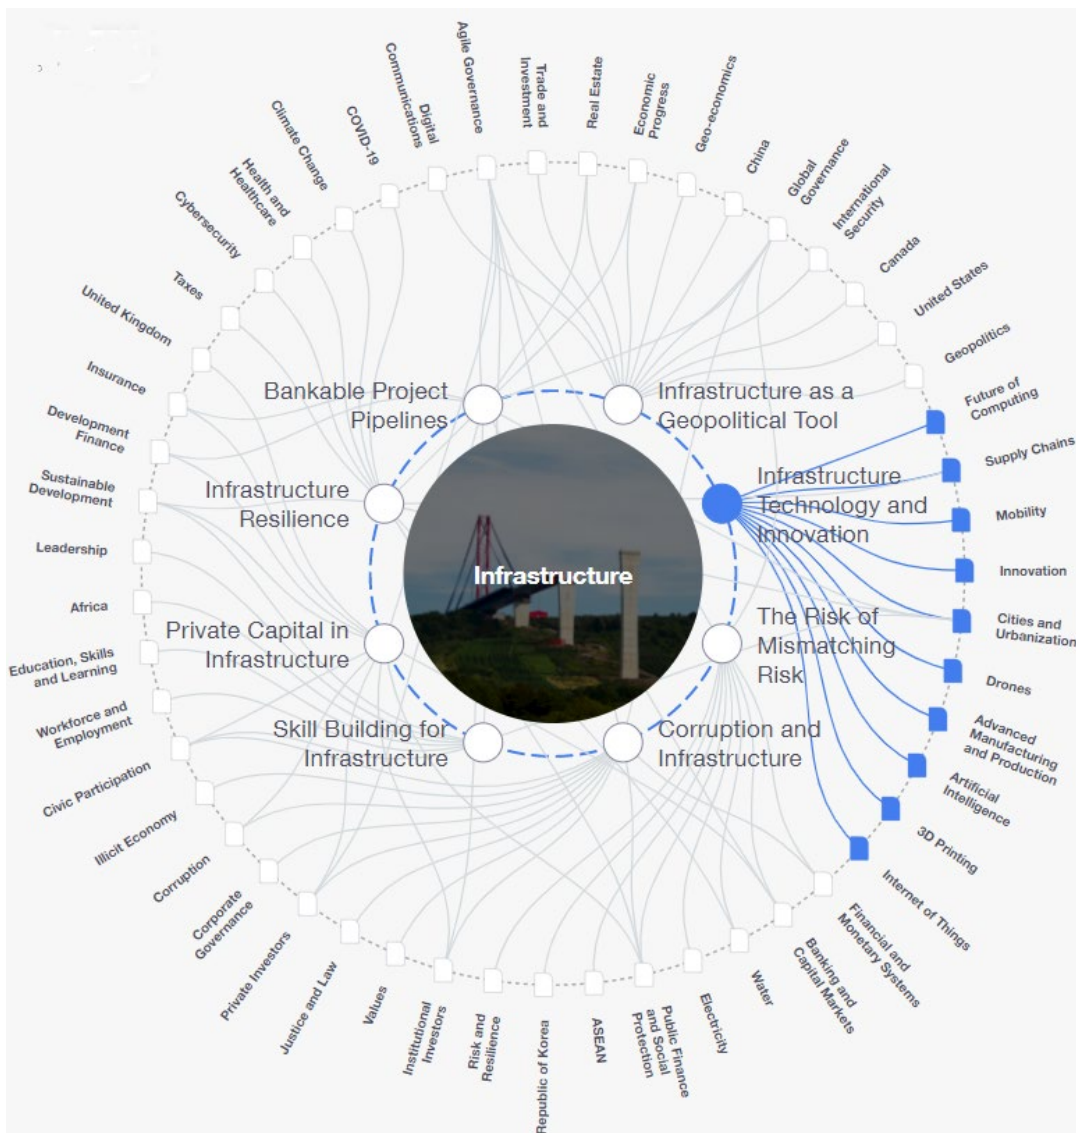 Agile Governance
Trade and
Investment
Real Estate
Economic
Progress
Geo-economics
China
Global
Governance
International
Security
Canada
United States
Geopolitics
Future of
Computing
Supply Chains
Mobility
Innovation
Cities and
Urbanization
Drones
Advanced
Manufacturing
and Production
Artificial
Intelligence
3D Printing
Internet of Things
Financial and
Monetary Systems
Banking and
Capital Markets
Water
Electricity
Public Finance
and Social
Protection
ASEAN
Republic of Korea
Risk and
Resilience
Institutional
Investors
Values
Justice and Law
Private Investors
Corporate
Governance
Corruption
Illicit Economy
Civic Participation
Workforce and
Employment
Education, Skills
and Learning
Africa
Leadership
Sustainable
Development
Development
Finance
Insurance
United Kingdom
Taxes
Cybersecurity
Health and
Healthcare
Climate Change
COVID-19
Digital
Communications
Bankable Project
Pipelines
Infrastructure as a
Geopolitical Tool
Infrastructure
Resilience
Infrastructure
Technology and
Innovation
Infrastructure
Private Capital in
Infrastructure
The Risk of
Mismatching
Risk
Skill Building for
Infrastructure
Corruption and
Infrastructure